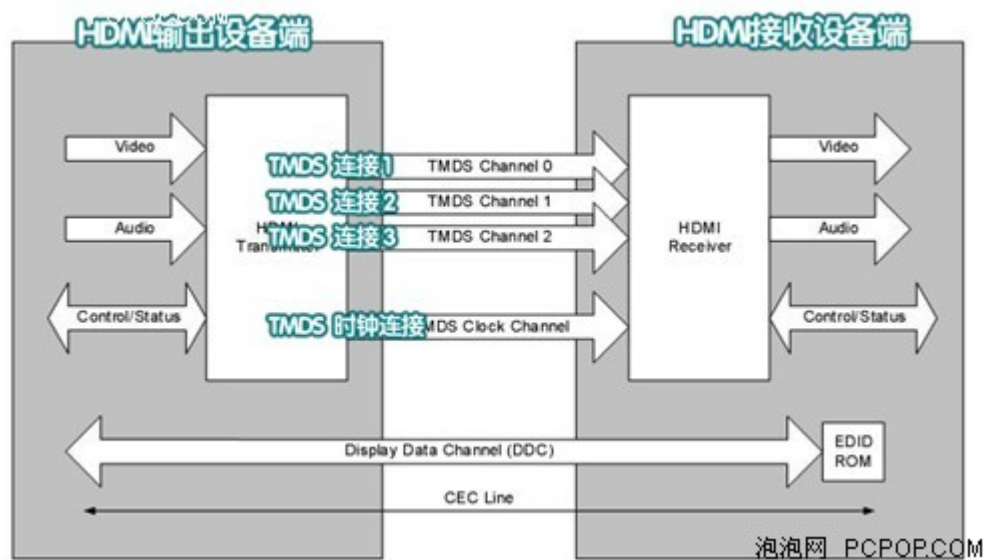 HDMI输出设备端
HDMI接收设备端
Video
Audio
Control/Status
TMDS 连接1
TMDS 连接2
TMDS 连接3
TMDS 时钟连接
TMDS Channel 0
TMDS Channel 1
TMDS Channel 2
Clock Channel
HDMI
Receiver
Video
Audio
Control/Status
Display Data Channel (DDC)
EDID
ROM
CEC Line
泡泡网 PCPOP.COM